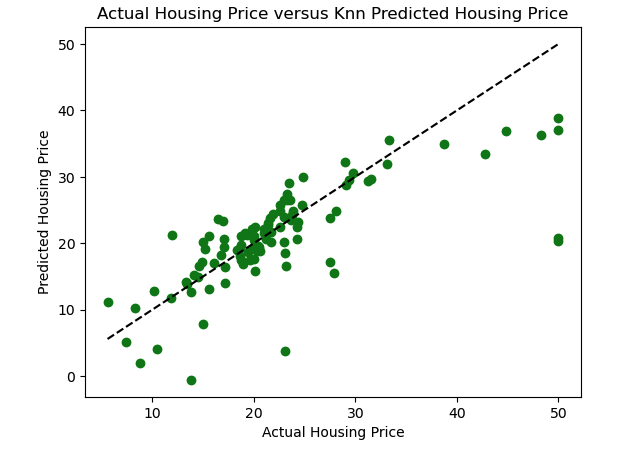 Actual Housing Price versus Knn Predicted Housing Price
50
40
30
20
10
0
Predicted Housing Price
10 20 30 40 50
Actual Housing Price